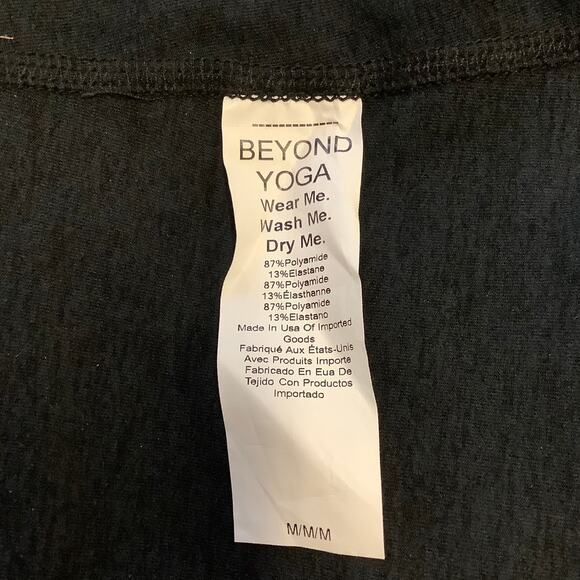 BEYOND
YOGA
Wear Me.
Wash Me.
Dry Me.
87%Polyamide
13%Elastane
87%Polyamide
13%Élasthanne
87%Polyamide
13%Elastano
Made In Usa Of Imported
Goods
Fabriqué Aux États-Unis
Avec Produits Importe
Fabricado En Eua De
Tejido Con Productos
Importado
M/M/M